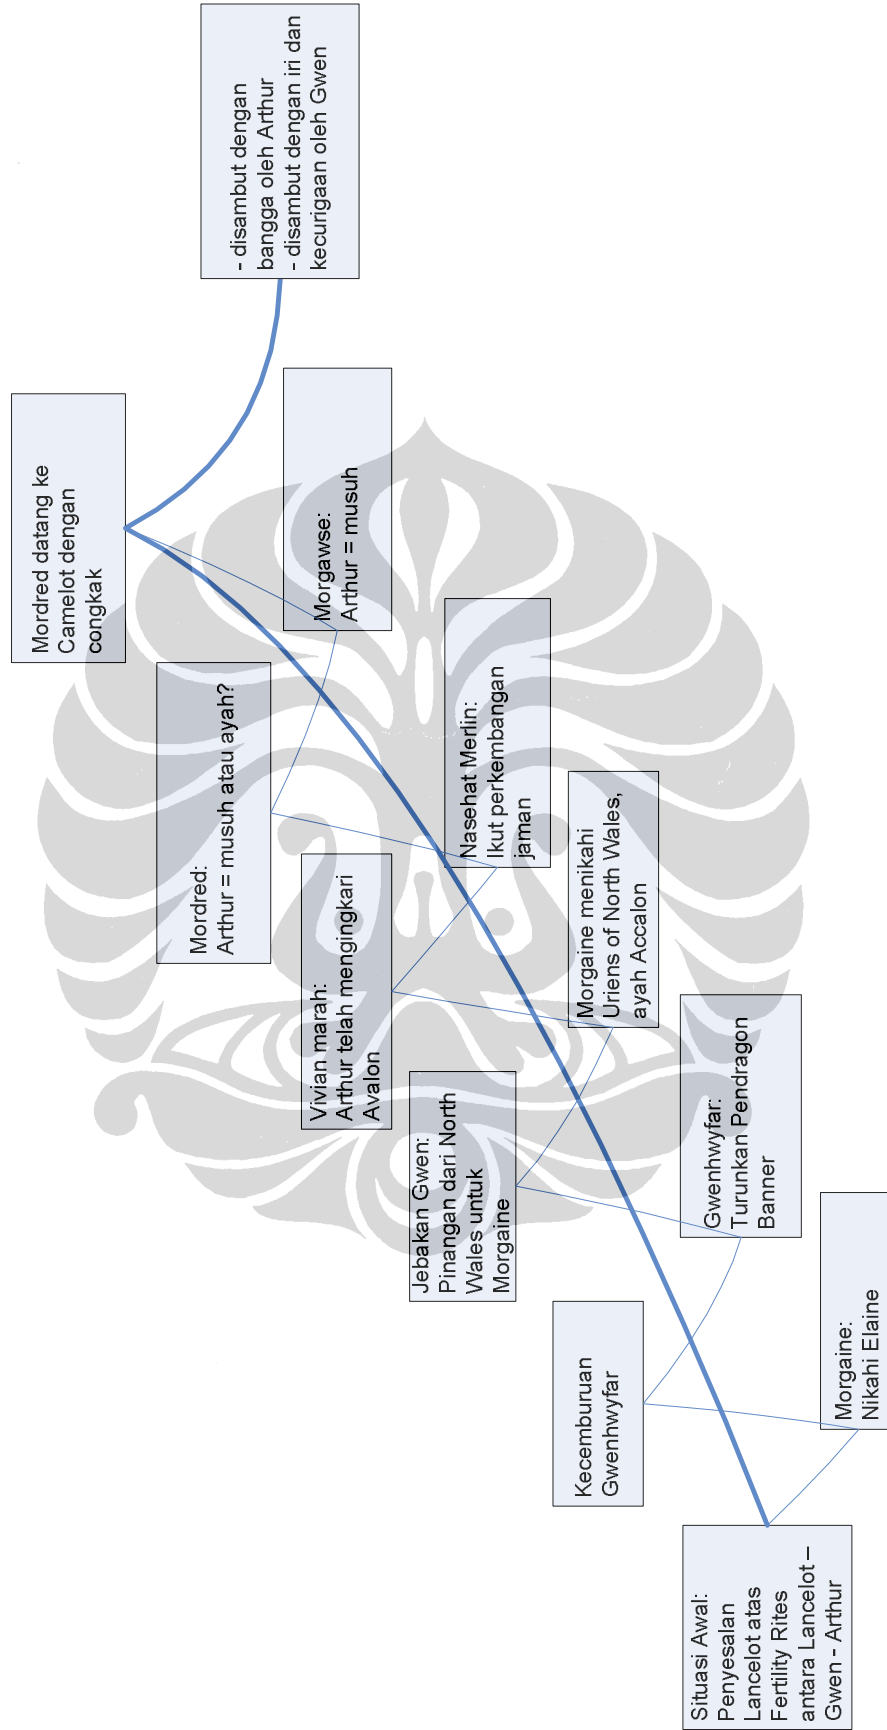 Situasi Awal:
Penyesalan
Lancelot atas
Fertility Rites
antara Lancelot –
Gwen - Arthur
Morgaine:
Nikahi Elaine
Kecemburuan
Gwenhwyfar
Gwenhwyfar:
Turunkan Pendragon
Banner
Jebakan Gwen:
Pinangan dari North
Wales untuk
Morgaine
Morgaine menikahi
Uriens of North Wales,
ayah Accalon
Vivian marah:
Arthur telah mengingkari
Avalon
Nasehat Merlin:
Ikut perkembangan
jaman
Mordred:
Arthur = musuh atau ayah?
Morgawse:
Arthur = musuh
Mordred datang ke
Camelot dengan
congkak
- disambut dengan
bangga oleh Arthur
- disambut dengan iri dan
kecurigaan oleh Gwen